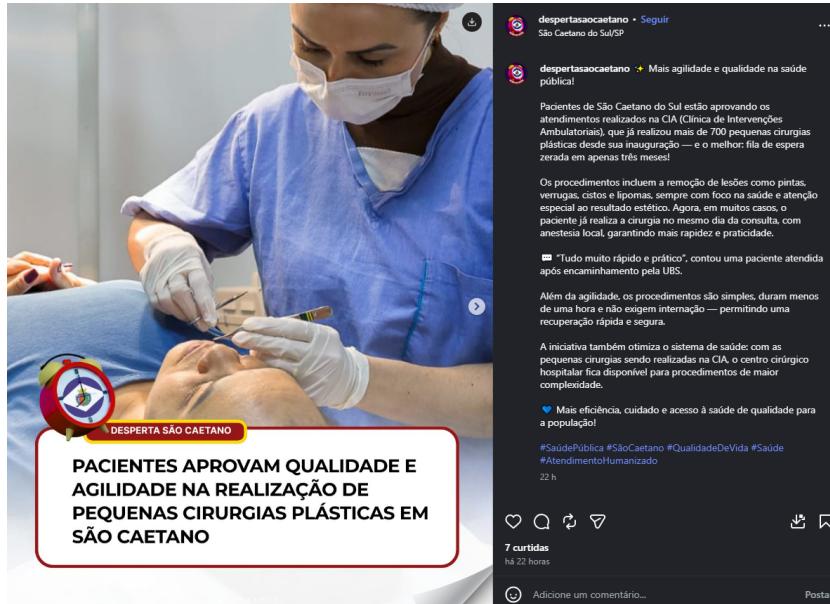 DESPERTA SÃO CAETANO
PACIENTES APROVAM QUALIDADE E
AGILIDADE NA REALIZAÇÃO DE
PEQUENAS CIRURGIAS PLÁSTICAS EM
SÃO CAETANO
despertasaocaetano • Seguir
São Caetano do Sul/SP
despertasaocaetano ✨ Mais agilidade e qualidade na saúde
pública!
Pacientes de São Caetano do Sul estão aprovando os
atendimentos realizados na CIA (Clínica de Intervenções
Ambulatoriais), que já realizou mais de 700 pequenas cirurgias
plásticas desde sua inauguração — e o melhor: fila de espera
zerada em apenas três meses!
Os procedimentos incluem a remoção de lesões como pintas,
verrugas, cistos e lipomas, sempre com foco na saúde e atenção
especial ao resultado estético. Agora, em muitos casos, o
paciente já realiza a cirurgia no mesmo dia da consulta, com
anestesia local, garantindo mais rapidez e praticidade.
💬 “Tudo muito rápido e prático”, contou uma paciente atendida
após encaminhamento pela UBS.
Além da agilidade, os procedimentos são simples, duram menos
de uma hora e não exigem internação — permitindo uma
recuperação rápida e segura.
A iniciativa também otimiza o sistema de saúde: com as
pequenas cirurgias sendo realizadas na CIA, o centro cirúrgico
hospitalar fica disponível para procedimentos de maior
complexidade.
💙 Mais eficiência, cuidado e acesso à saúde de qualidade para
a população!
#SaúdePública #SãoCaetano #QualidadeDeVida #Saúde
#AtendimentoHumanizado
22 h
7 curtidas
há 22 horas
Adicione um comentário...
Posta